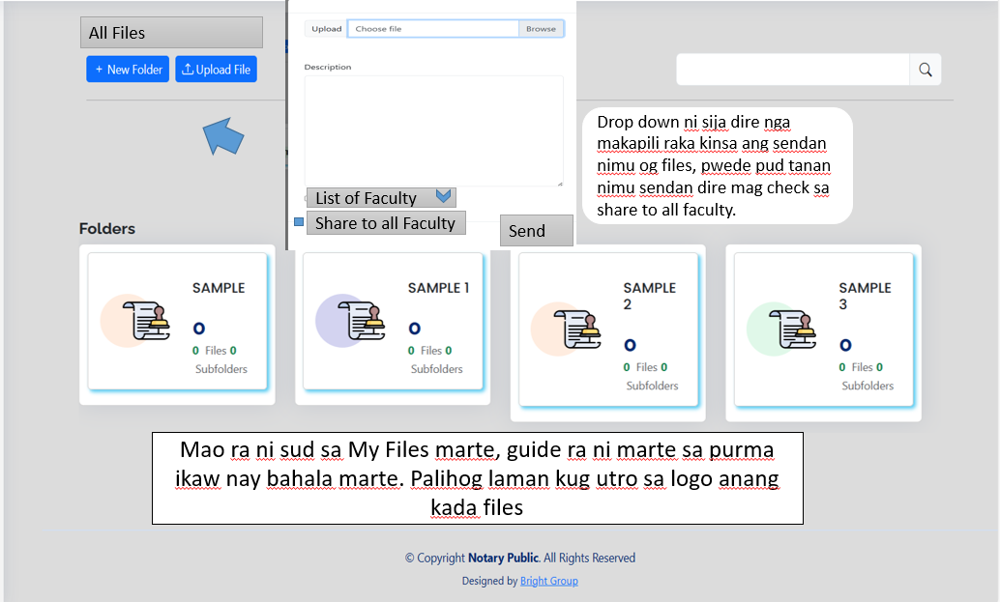 All Files
+ New Folder
Upload File
Upload
Choose file
Browse
Description
List of Faculty
Share to all Faculty
Send
Drop down ni sija dire nga
makapili raka kinsa ang sendan
nimu og files, pwede pud tanan
nimu sendan dire mag check sa
share to all faculty.
Folders
SAMPLE
0
0 Files 0
Subfolders
SAMPLE 1
0
0 Files 0
Subfolders
SAMPLE
2
0
0 Files 0
Subfolders
SAMPLE
3
0
0 Files 0
Subfolders
Mao ra ni sud sa My Files marte, guide ra ni marte sa purma
ikaw nay bahala marte. Palihog laman kug utro sa logo anang
kada files
© Copyright Notary Public. All Rights Reserved
Designed by Bright Group